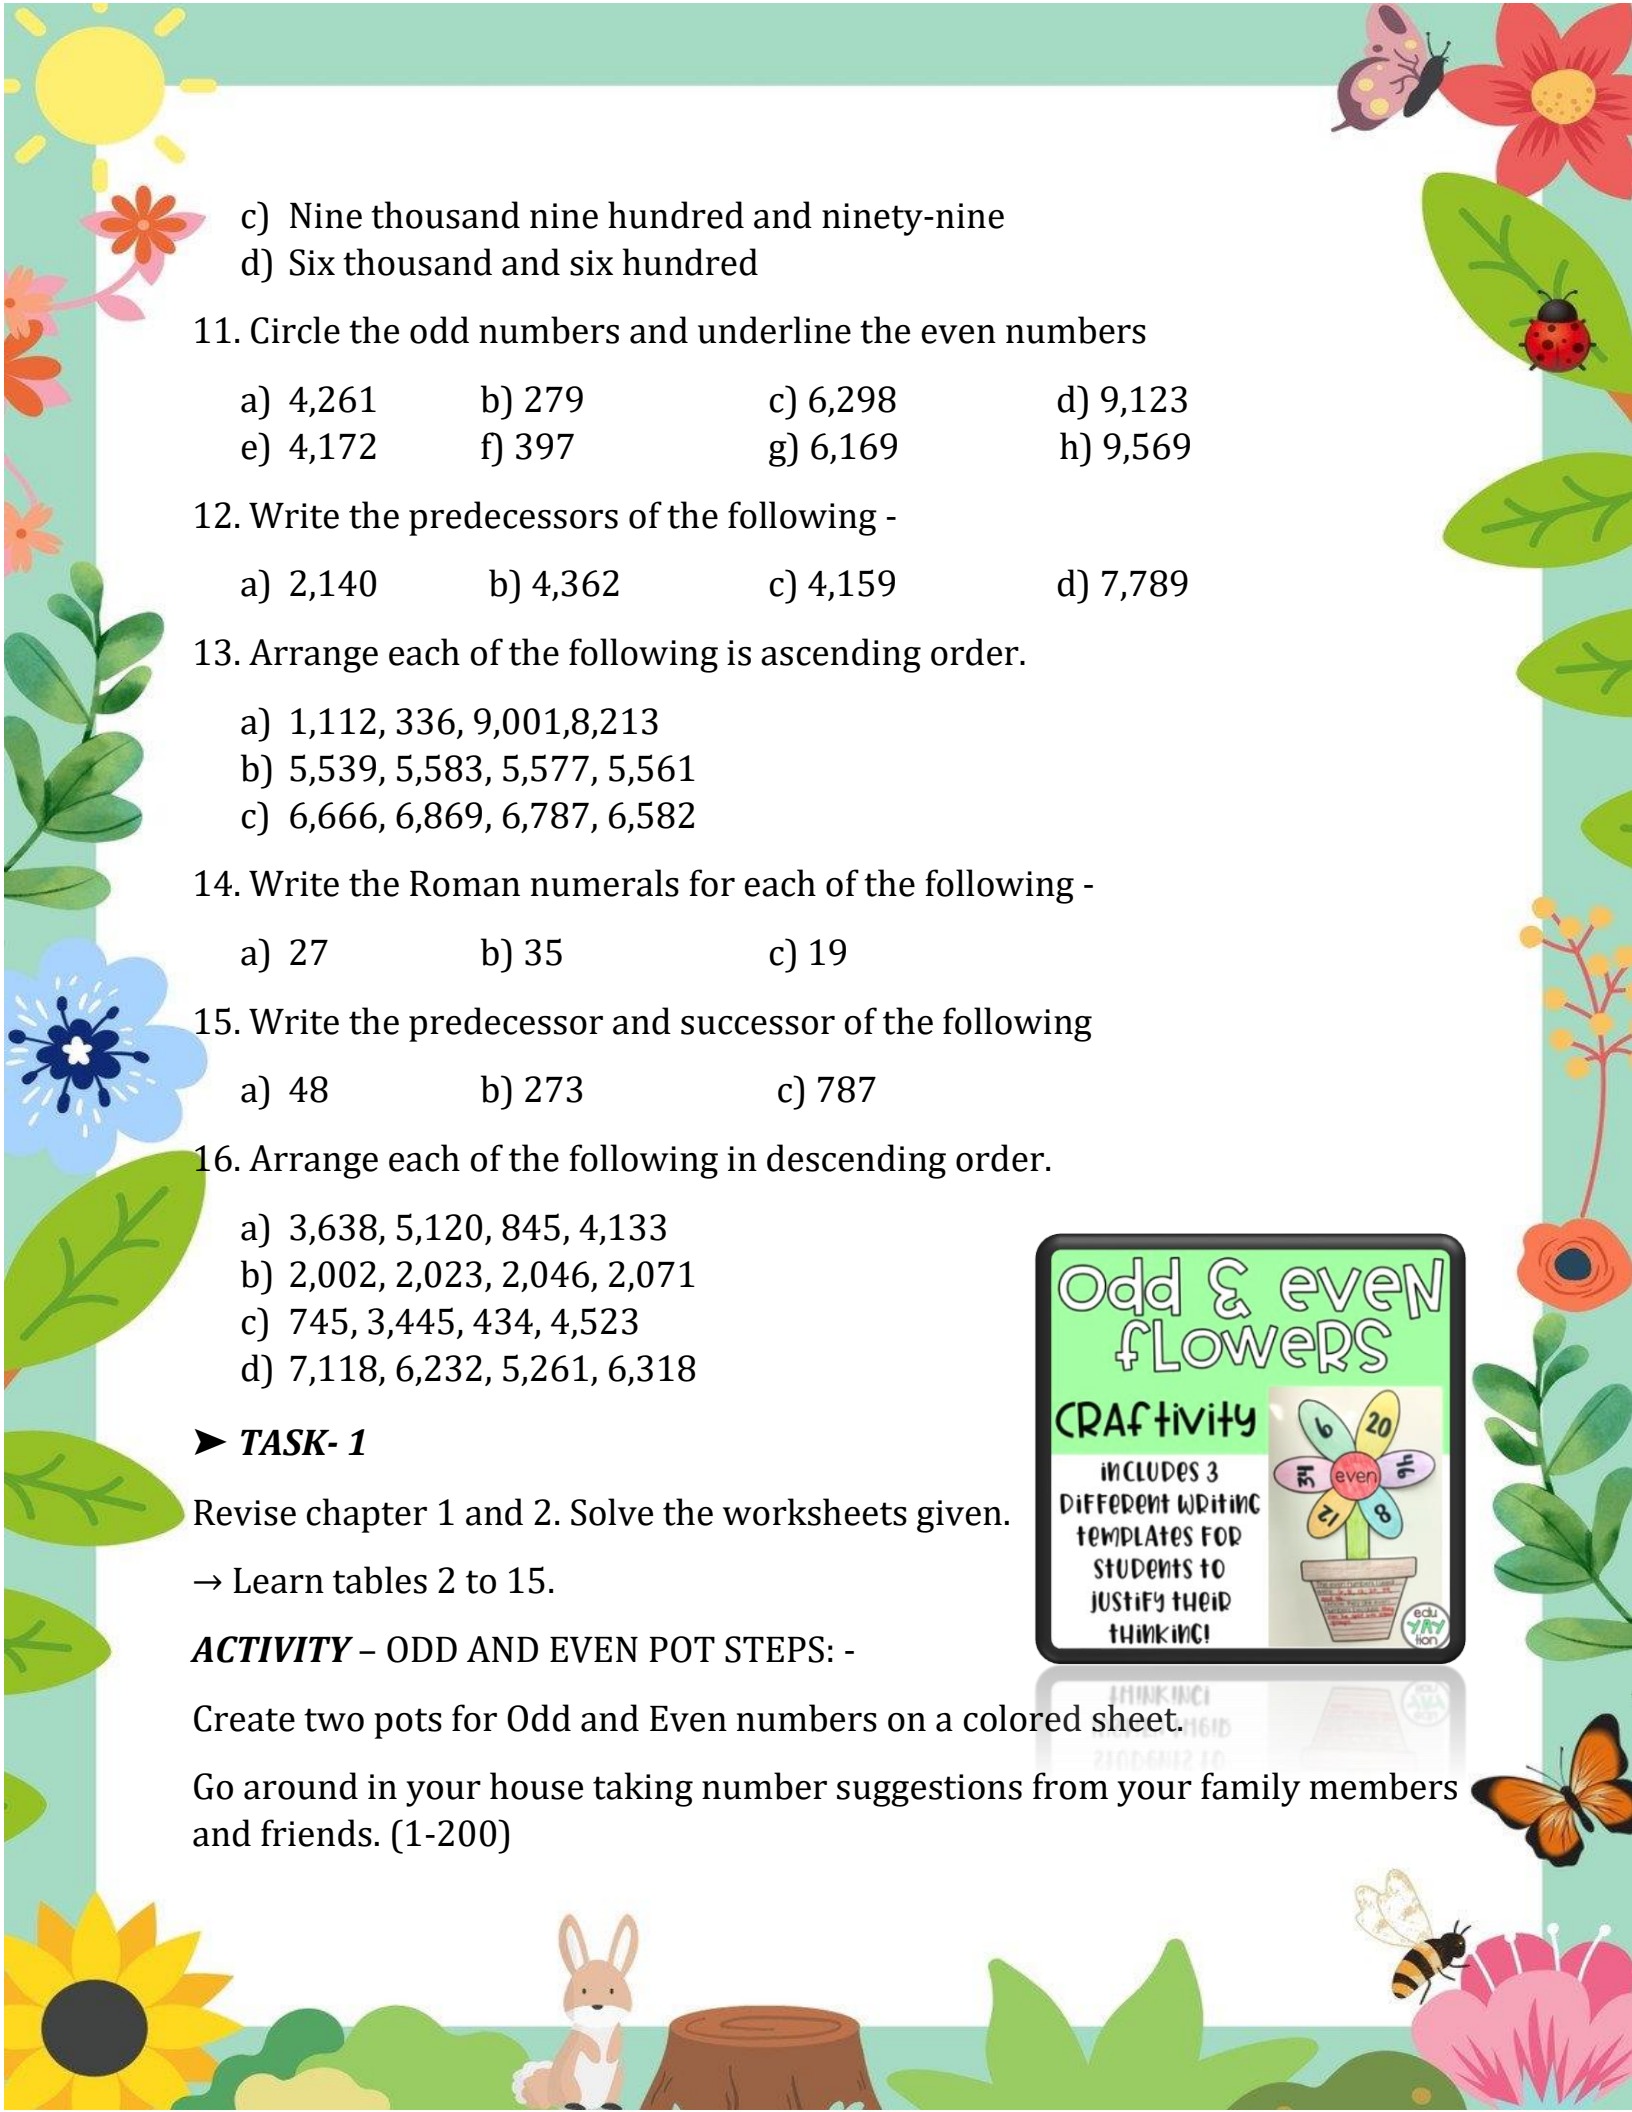 c) Nine thousand nine hundred and ninety-nine
d) Six thousand and six hundred
11. Circle the odd numbers and underline the even numbers
a) 4,261 b) 279 c) 6,298 d) 9,123
e) 4,172 f) 397 g) 6,169 h) 9,569
12. Write the predecessors of the following -
a) 2,140 b) 4,362 c) 4,159 d) 7,789
13. Arrange each of the following is ascending order.
a) 1,112, 336, 9,001,8,213
b) 5,539, 5,583, 5,577, 5,561
c) 6,666, 6,869, 6,787, 6,582
14. Write the Roman numerals for each of the following -
a) 27 b) 35 c) 19
15. Write the predecessor and successor of the following
a) 48 b) 273 c) 787
16. Arrange each of the following in descending order.
a) 3,638, 5,120, 845, 4,133
b) 2,002, 2,023, 2,046, 2,071
c) 745, 3,445, 434, 4,523
d) 7,118, 6,232, 5,261, 6,318
➤ TASK- 1
Revise chapter 1 and 2. Solve the worksheets given.
→ Learn tables 2 to 15.
ACTIVITY – ODD AND EVEN POT STEPS: -
Create two pots for Odd and Even numbers on a colored sheet.
Go around in your house taking number suggestions from your family members
and friends. (1-200)
Odd & even
flowers
CRAftivity
includes 3
different writing
templates for
students to
justify their
thinking!
6 20
34 even 46
12 8
edu
YAY
tion